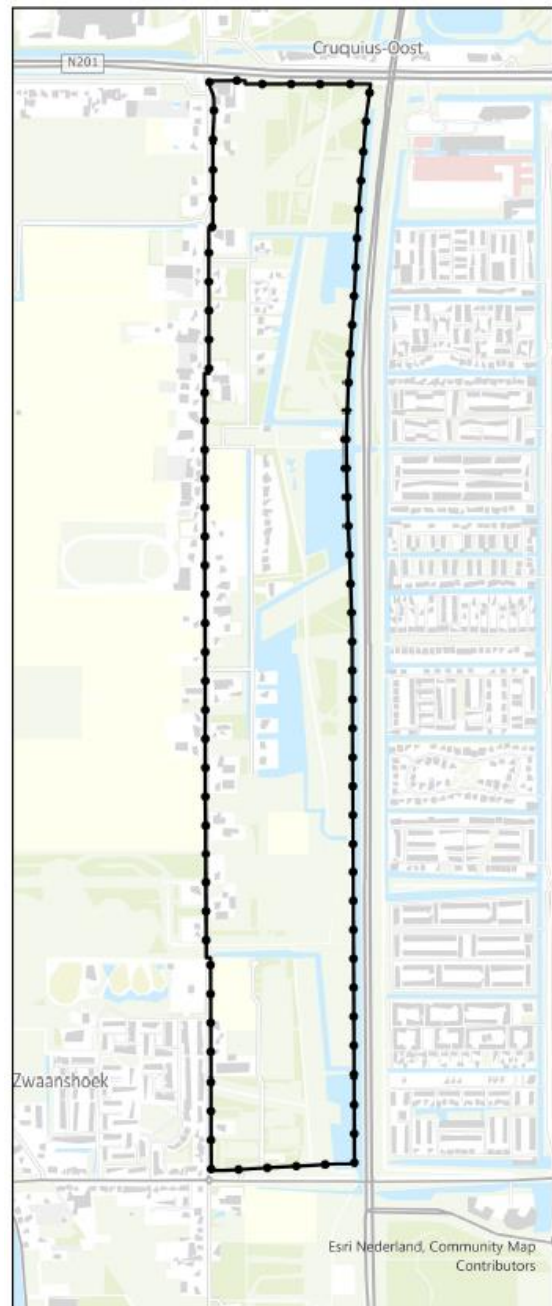 Cruquius-Oost
N201
Zwaanshoek
Esri Nederland, Community Map
Contributors